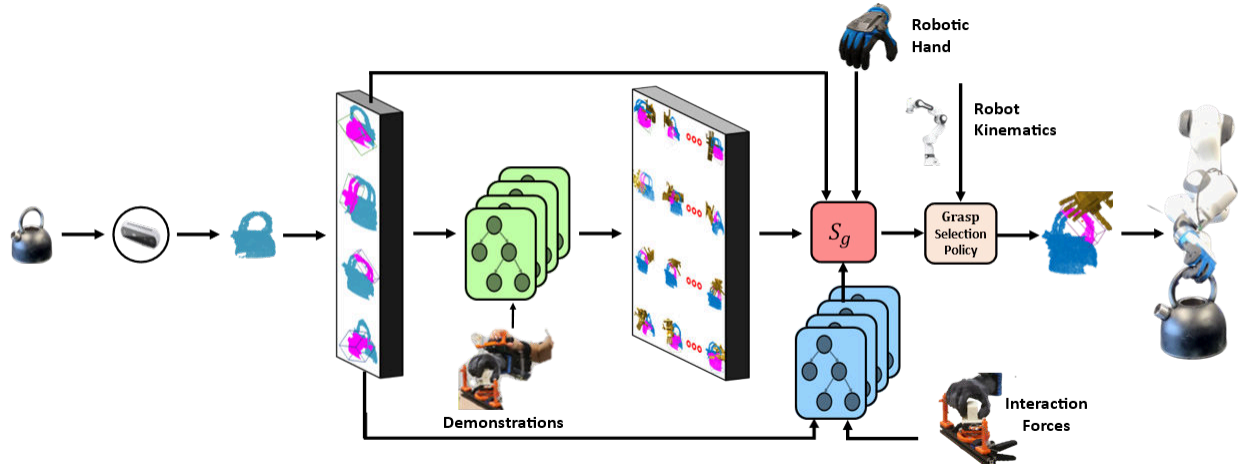 Robotic
Hand
Robot
Kinematics
S_g
Grasp
Selection
Policy
Demonstrations
Interaction
Forces